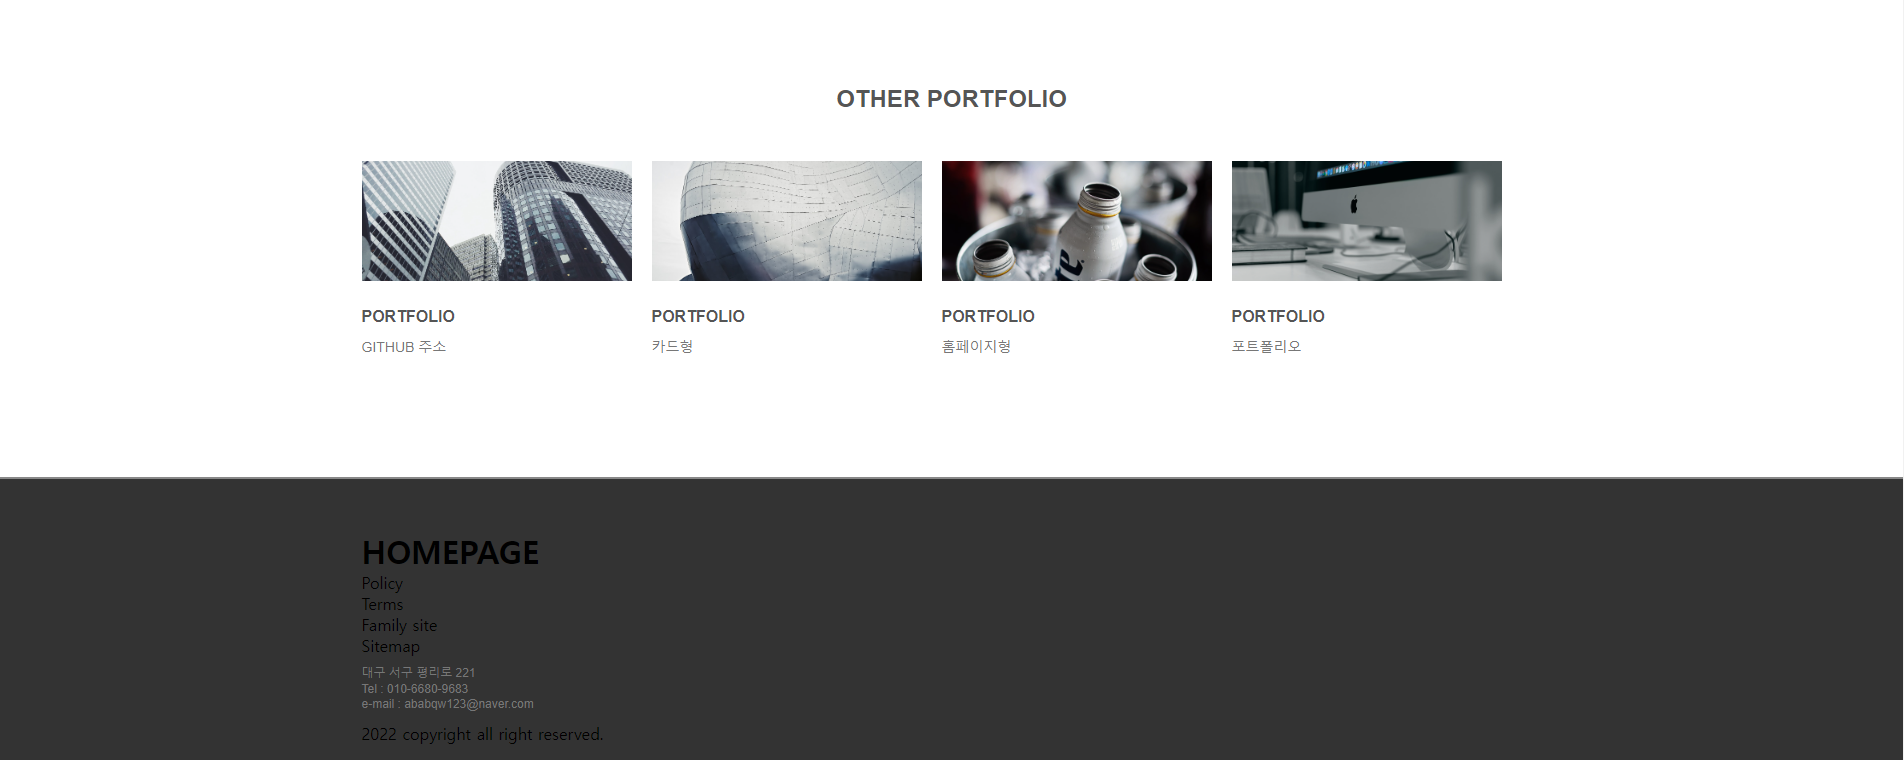 OTHER PORTFOLIO
PORTFOLIO
GITHUB 주소
PORTFOLIO
카드형
PORTFOLIO
홈페이지형
PORTFOLIO
포트폴리오
HOMEPAGE
Policy
Terms
Family site
Sitemap
대구 서구 평리로 221
Tel : 010-6680-9683
e-mail : ababqw123@naver.com
2022 copyright all right reserved.